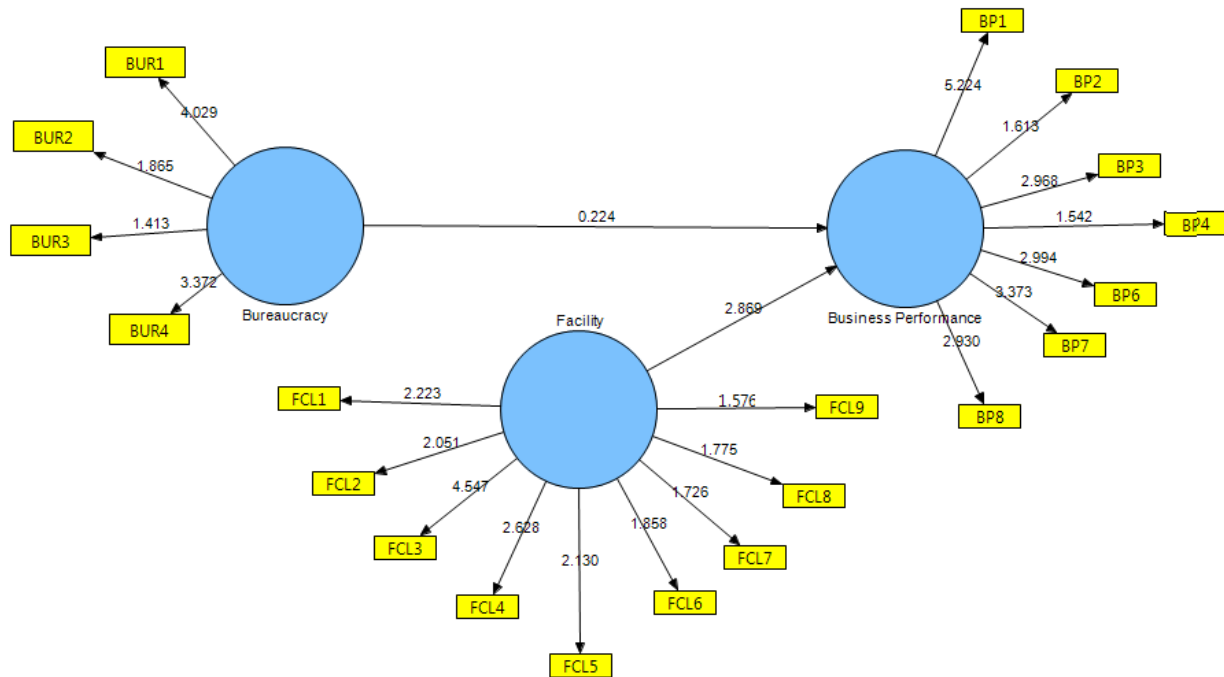 BP1
BUR1
5.224
BP2
4.029
1.613
BUR2
BP3
1.865
2.968
BUR3
1.413
0.224
1.542
BP4
2.994
3.372
BP6
BUR4
3.373
Bureaucracy
Facility
Business Performance
2.869
BP7
2.930
FCL1
2.223
1.576
FCL9
BP8
2.051
1.775
FCL2
FCL8
4.547
1.726
2.628
1.858
FCL3
2.130
FCL7
FCL4
FCL6
FCL5